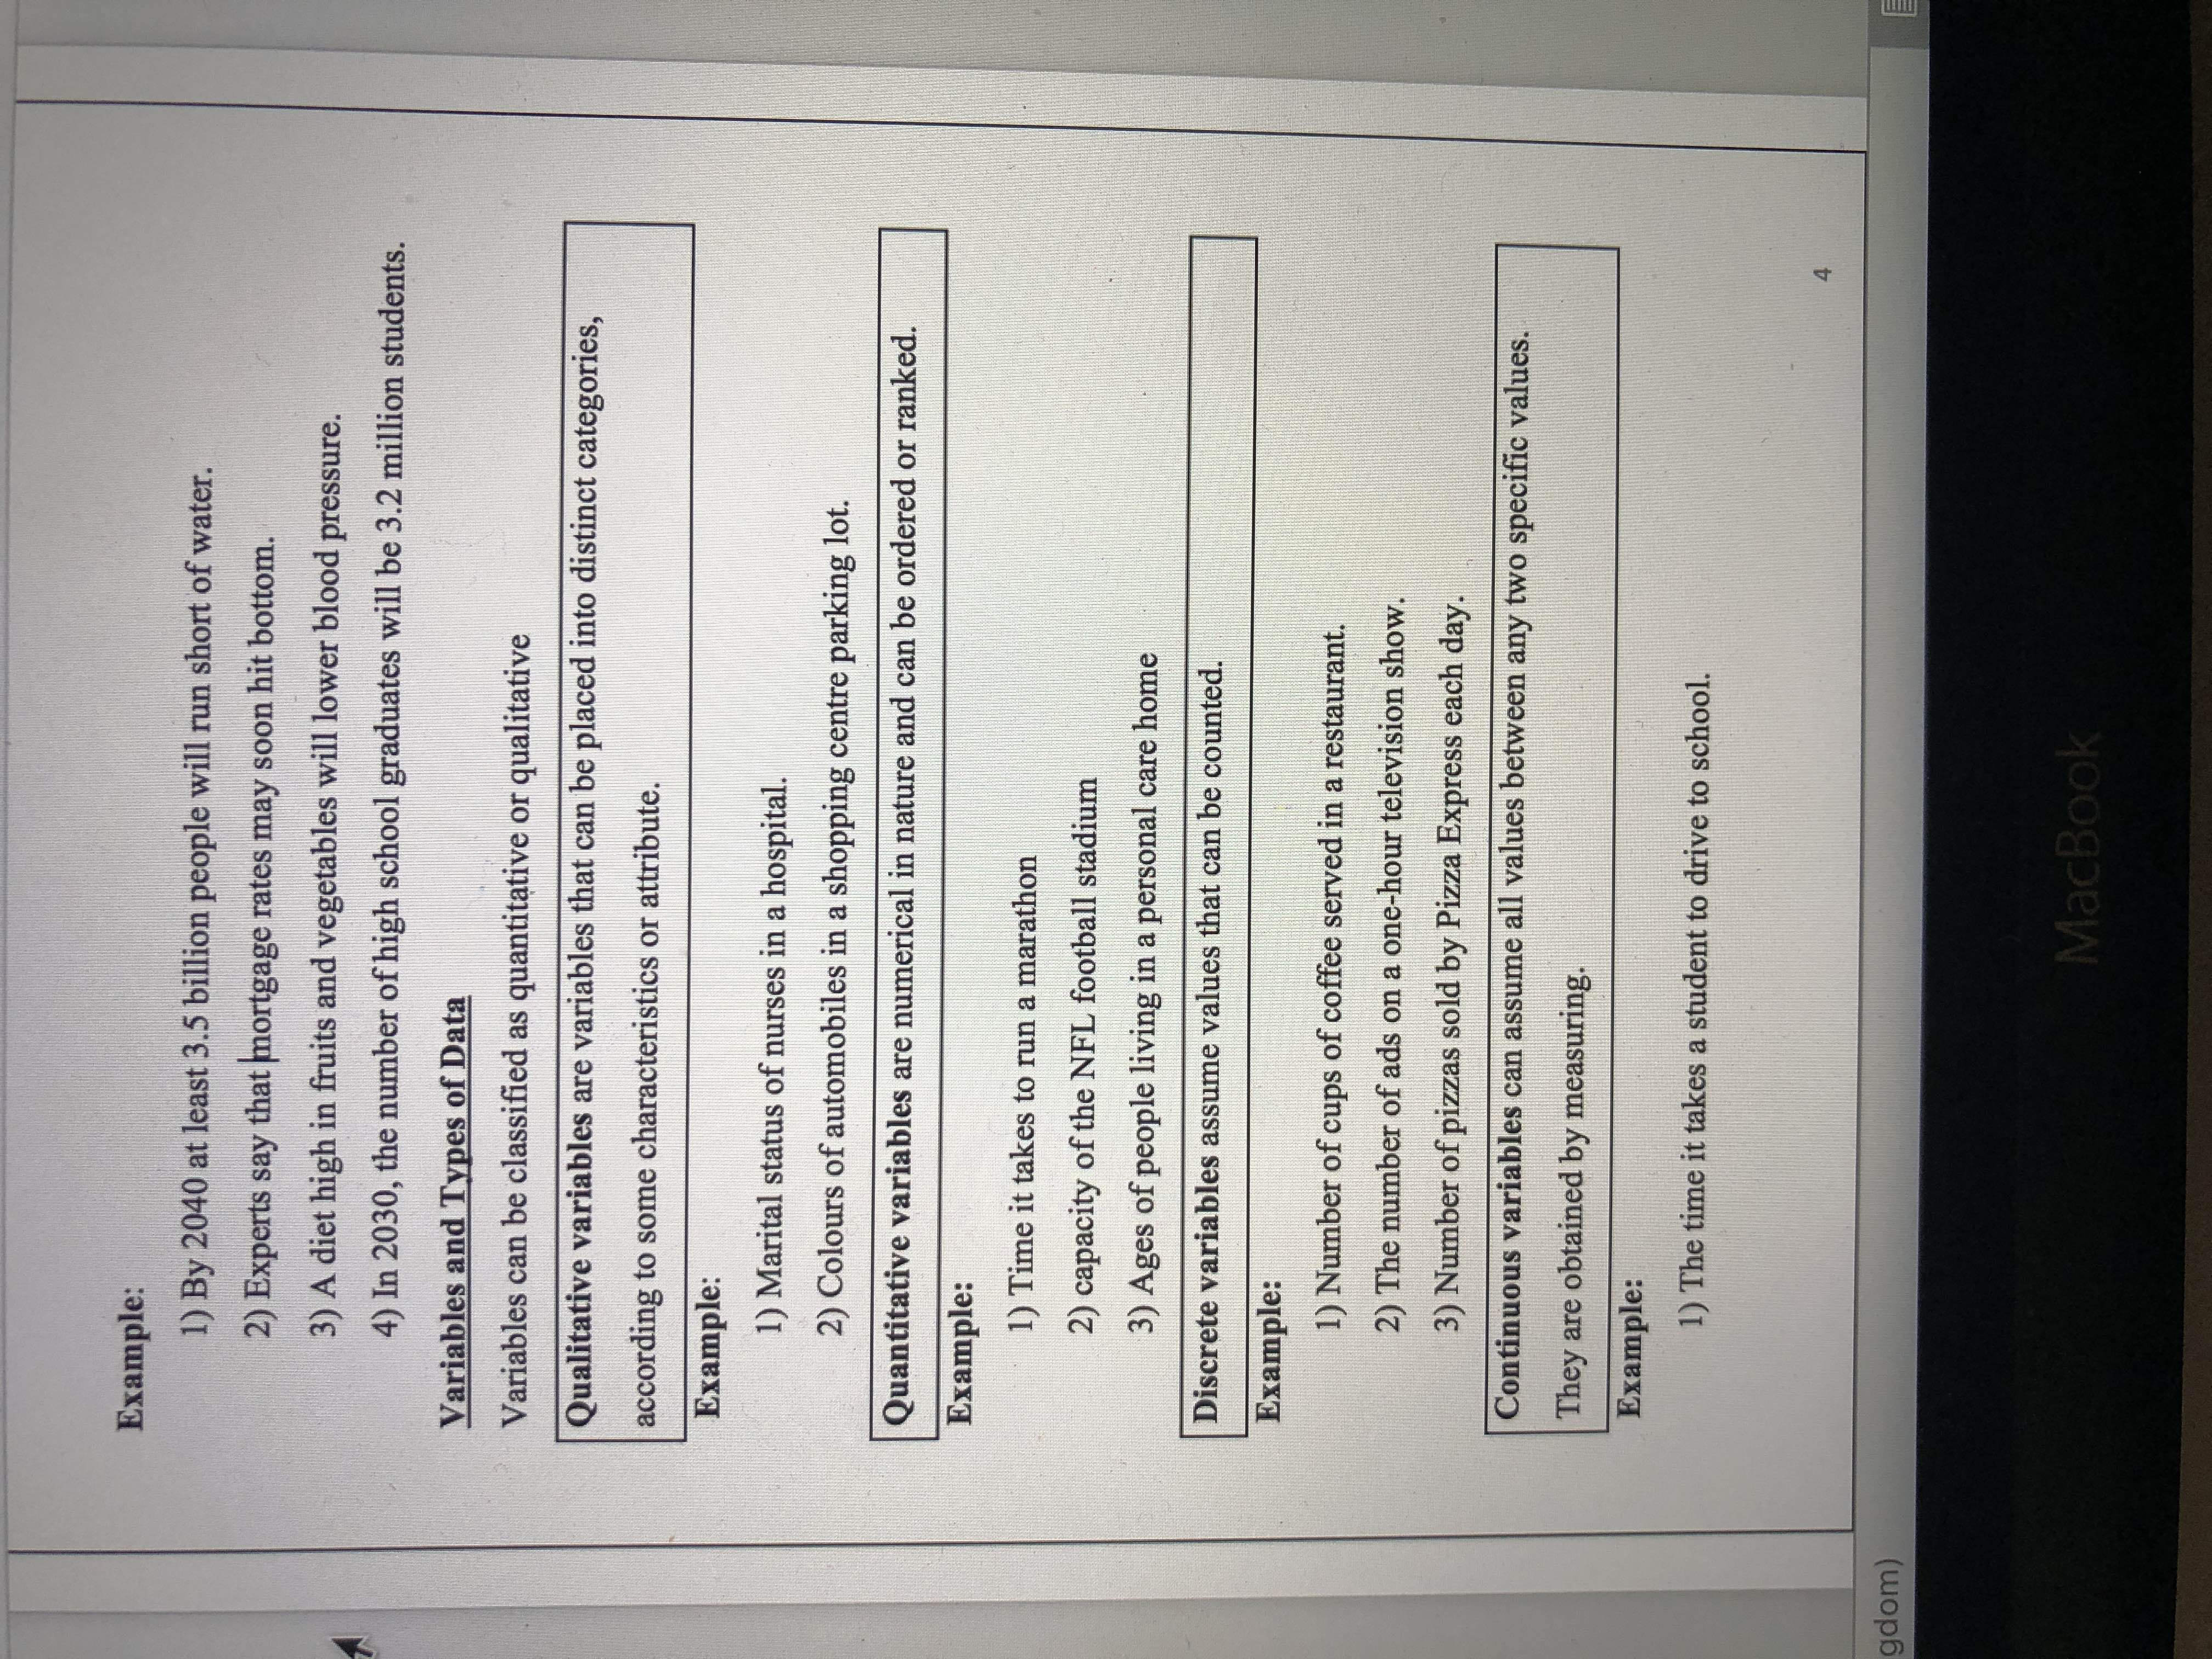 Example:
1) By 2040 at least 3.5 billion people will run short of water.
2) Experts say that mortgage rates may soon hit bottom.
3) A diet high in fruits and vegetables will lower blood pressure.
4) In 2030, the number of high school graduates will be 3.2 million students.
Variables and Types of Data
Variables can be classified as quantitative or qualitative
Qualitative variables are variables that can be placed into distinct categories,
according to some characteristics or attribute.
Example:
1) Marital status of nurses in a hospital.
2) Colours of automobiles in a shopping centre parking lot.
Quantitative variables are numerical in nature and can be ordered or ranked.
Example:
1) Time it takes to run a marathon
2) capacity of the NFL football stadium
3) Ages of people living in a personal care home
Discrete variables assume values that can be counted.
Example:
1) Number of cups of coffee served in a restaurant.
2) The number of ads on a one-hour television show.
3) Number of pizzas sold by Pizza Express each day.
Continuous variables can assume all values between any two specific values.
They are obtained by measuring.
Example:
1) The time it takes a student to drive to school.
4
gdom)
MacBook